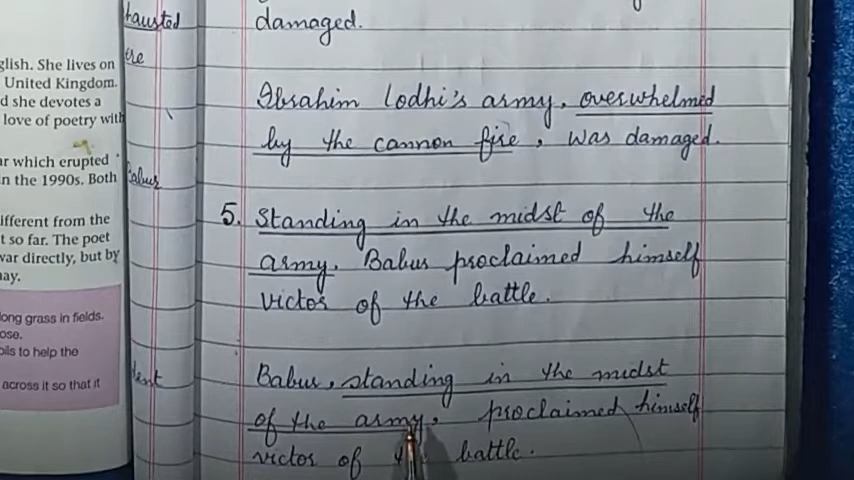 glish. She lives on
United Kingdom.
d she devotes a
love of poetry with
ar which erupted
n the 1990s. Both
ifferent from the
t so far. The poet
war directly, but by
ay.
long grass in fields.
ose.
oils to help the
across it so that it
hausted
ere
Babur
dent
damaged.
Ibrahim Lodhi's army, overwhelmed
by the cannon fire, was damaged.
5. Standing in the midst of the
army, Babur proclaimed himself
victor of the battle.
Babur, standing in the midst
of the army, proclaimed himself
victor of battle.